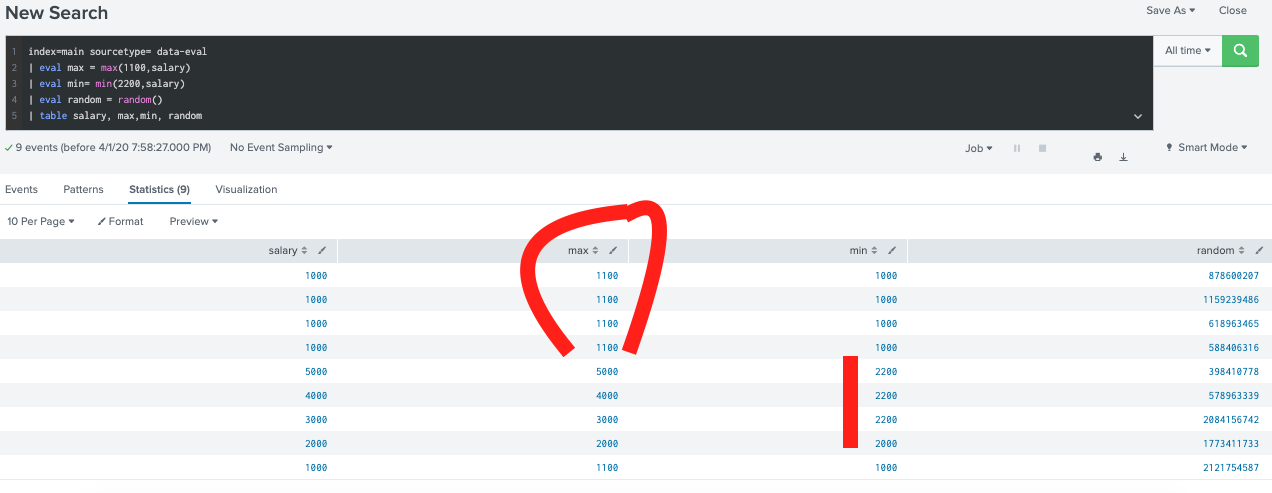 New Search
Save As Close
1 index=main sourcetype= data-eval
2 | eval max = max(1100,salary)
3 | eval min= min(2200,salary)
4 | eval random = random()
5 | table salary, max,min, random
All time
9 events (before 4/1/20 7:58:27.000 PM) No Event Sampling Job Smart Mode
Events Patterns Statistics (9) Visualization
10 Per Page Format Preview
salary max min random
1000 1100 1000 878600207
1000 1100 1000 1159239486
1000 1100 1000 618963465
1000 1100 1000 588406316
5000 5000 2200 398410778
4000 4000 2200 578963339
3000 3000 2200 2084156742
2000 2000 2000 1773411733
1000 1100 1000 2121754587